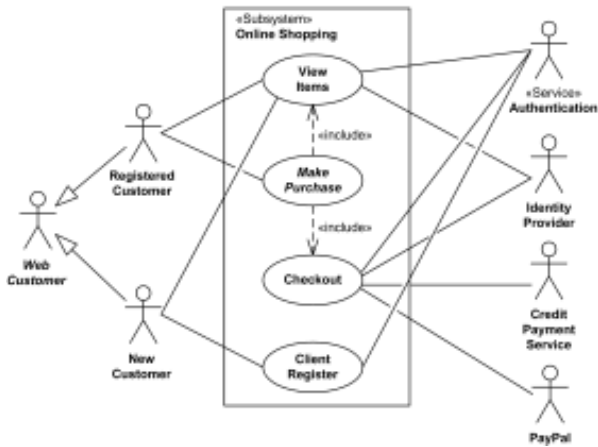 «Subsystem»
Online Shopping
View
Items
«Service»
Authentication
«include»
Registered
Customer
Make
Purchase
Identity
Provider
«include»
Web
Customer
Checkout
Credit
Payment
Service
New
Customer
Client
Register
PayPal